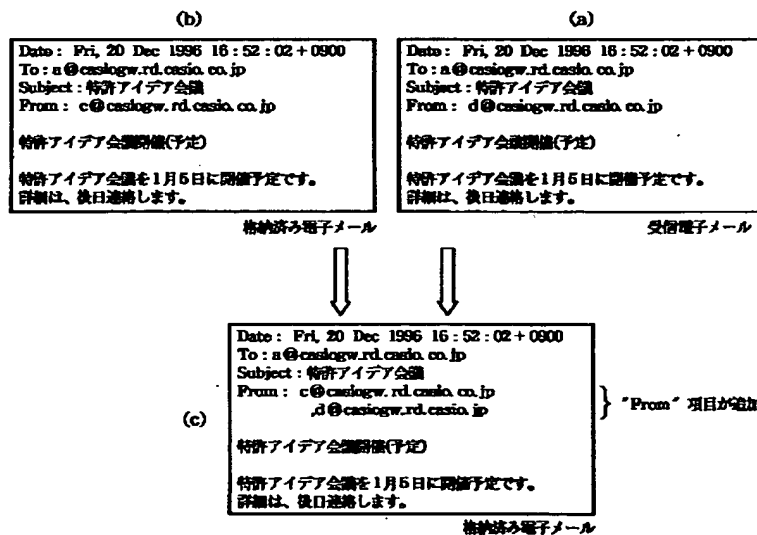 (b)
Date : Fri, 20 Dec 1996 16 : 52 : 02 + 0900
To : a@casiogw.rd.casio.co.jp
Subject : 特許アイデア会議
From : c@casiogw.rd.casio.co.jp
特許アイデア会議開催(予定)
特許アイデア会議を1月5日に開催予定です。
詳細は、後日連絡します。
格納済み電子メール
(a)
Date : Fri, 20 Dec 1996 16 : 52 : 02 + 0900
To : a@casiogw.rd.casio.co.jp
Subject : 特許アイデア会議
From : d@casiogw.rd.casio.co.jp
特許アイデア会議開催(予定)
特許アイデア会議を1月5日に開催予定です。
詳細は、後日連絡します。
受信電子メール
(c)
Date : Fri, 20 Dec 1996 16 : 52 : 02 + 0900
To : a@casiogw.rd.casio.co.jp
Subject : 特許アイデア会議
From : c@casiogw.rd.casio.co.jp
,d@casiogw.rd.casio.jp
特許アイデア会議開催(予定)
特許アイデア会議を1月5日に開催予定です。
詳細は、後日連絡します。
格納済み電子メール
"Prom" 項目が追加